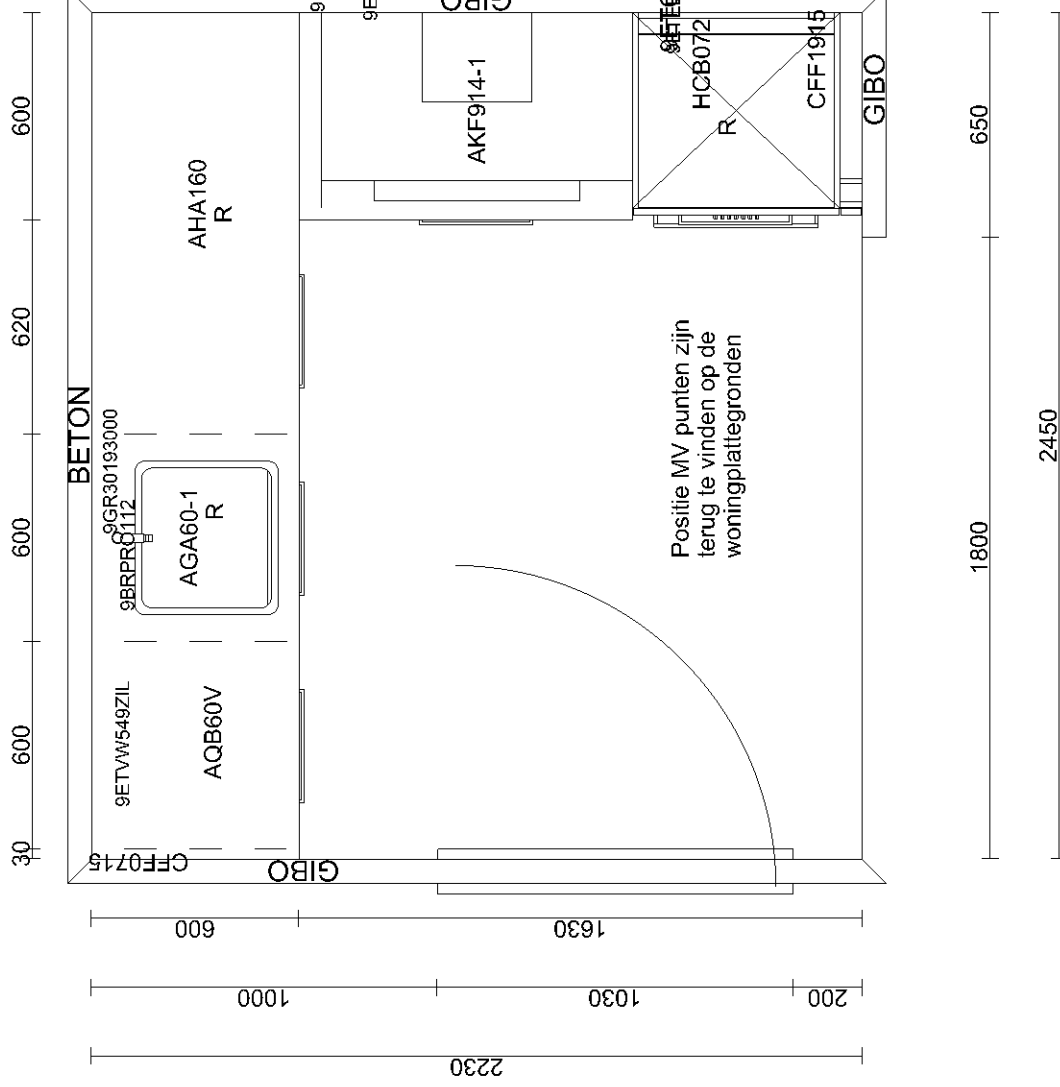 GIBO
HCB072
R
CFF1915
GIBO
AKF914-1
600
650
AHA160
R
620
BETON
9GR30193000
9BRPRO112
AGA60-1
R
600
Positie MV punten zijn
terug te vinden op de
woningplattegronden
2450
1800
9ETVW549ZIL
AQB60V
600
30
CFF0715
GIBO
600
1630
1000
1030
200
2230